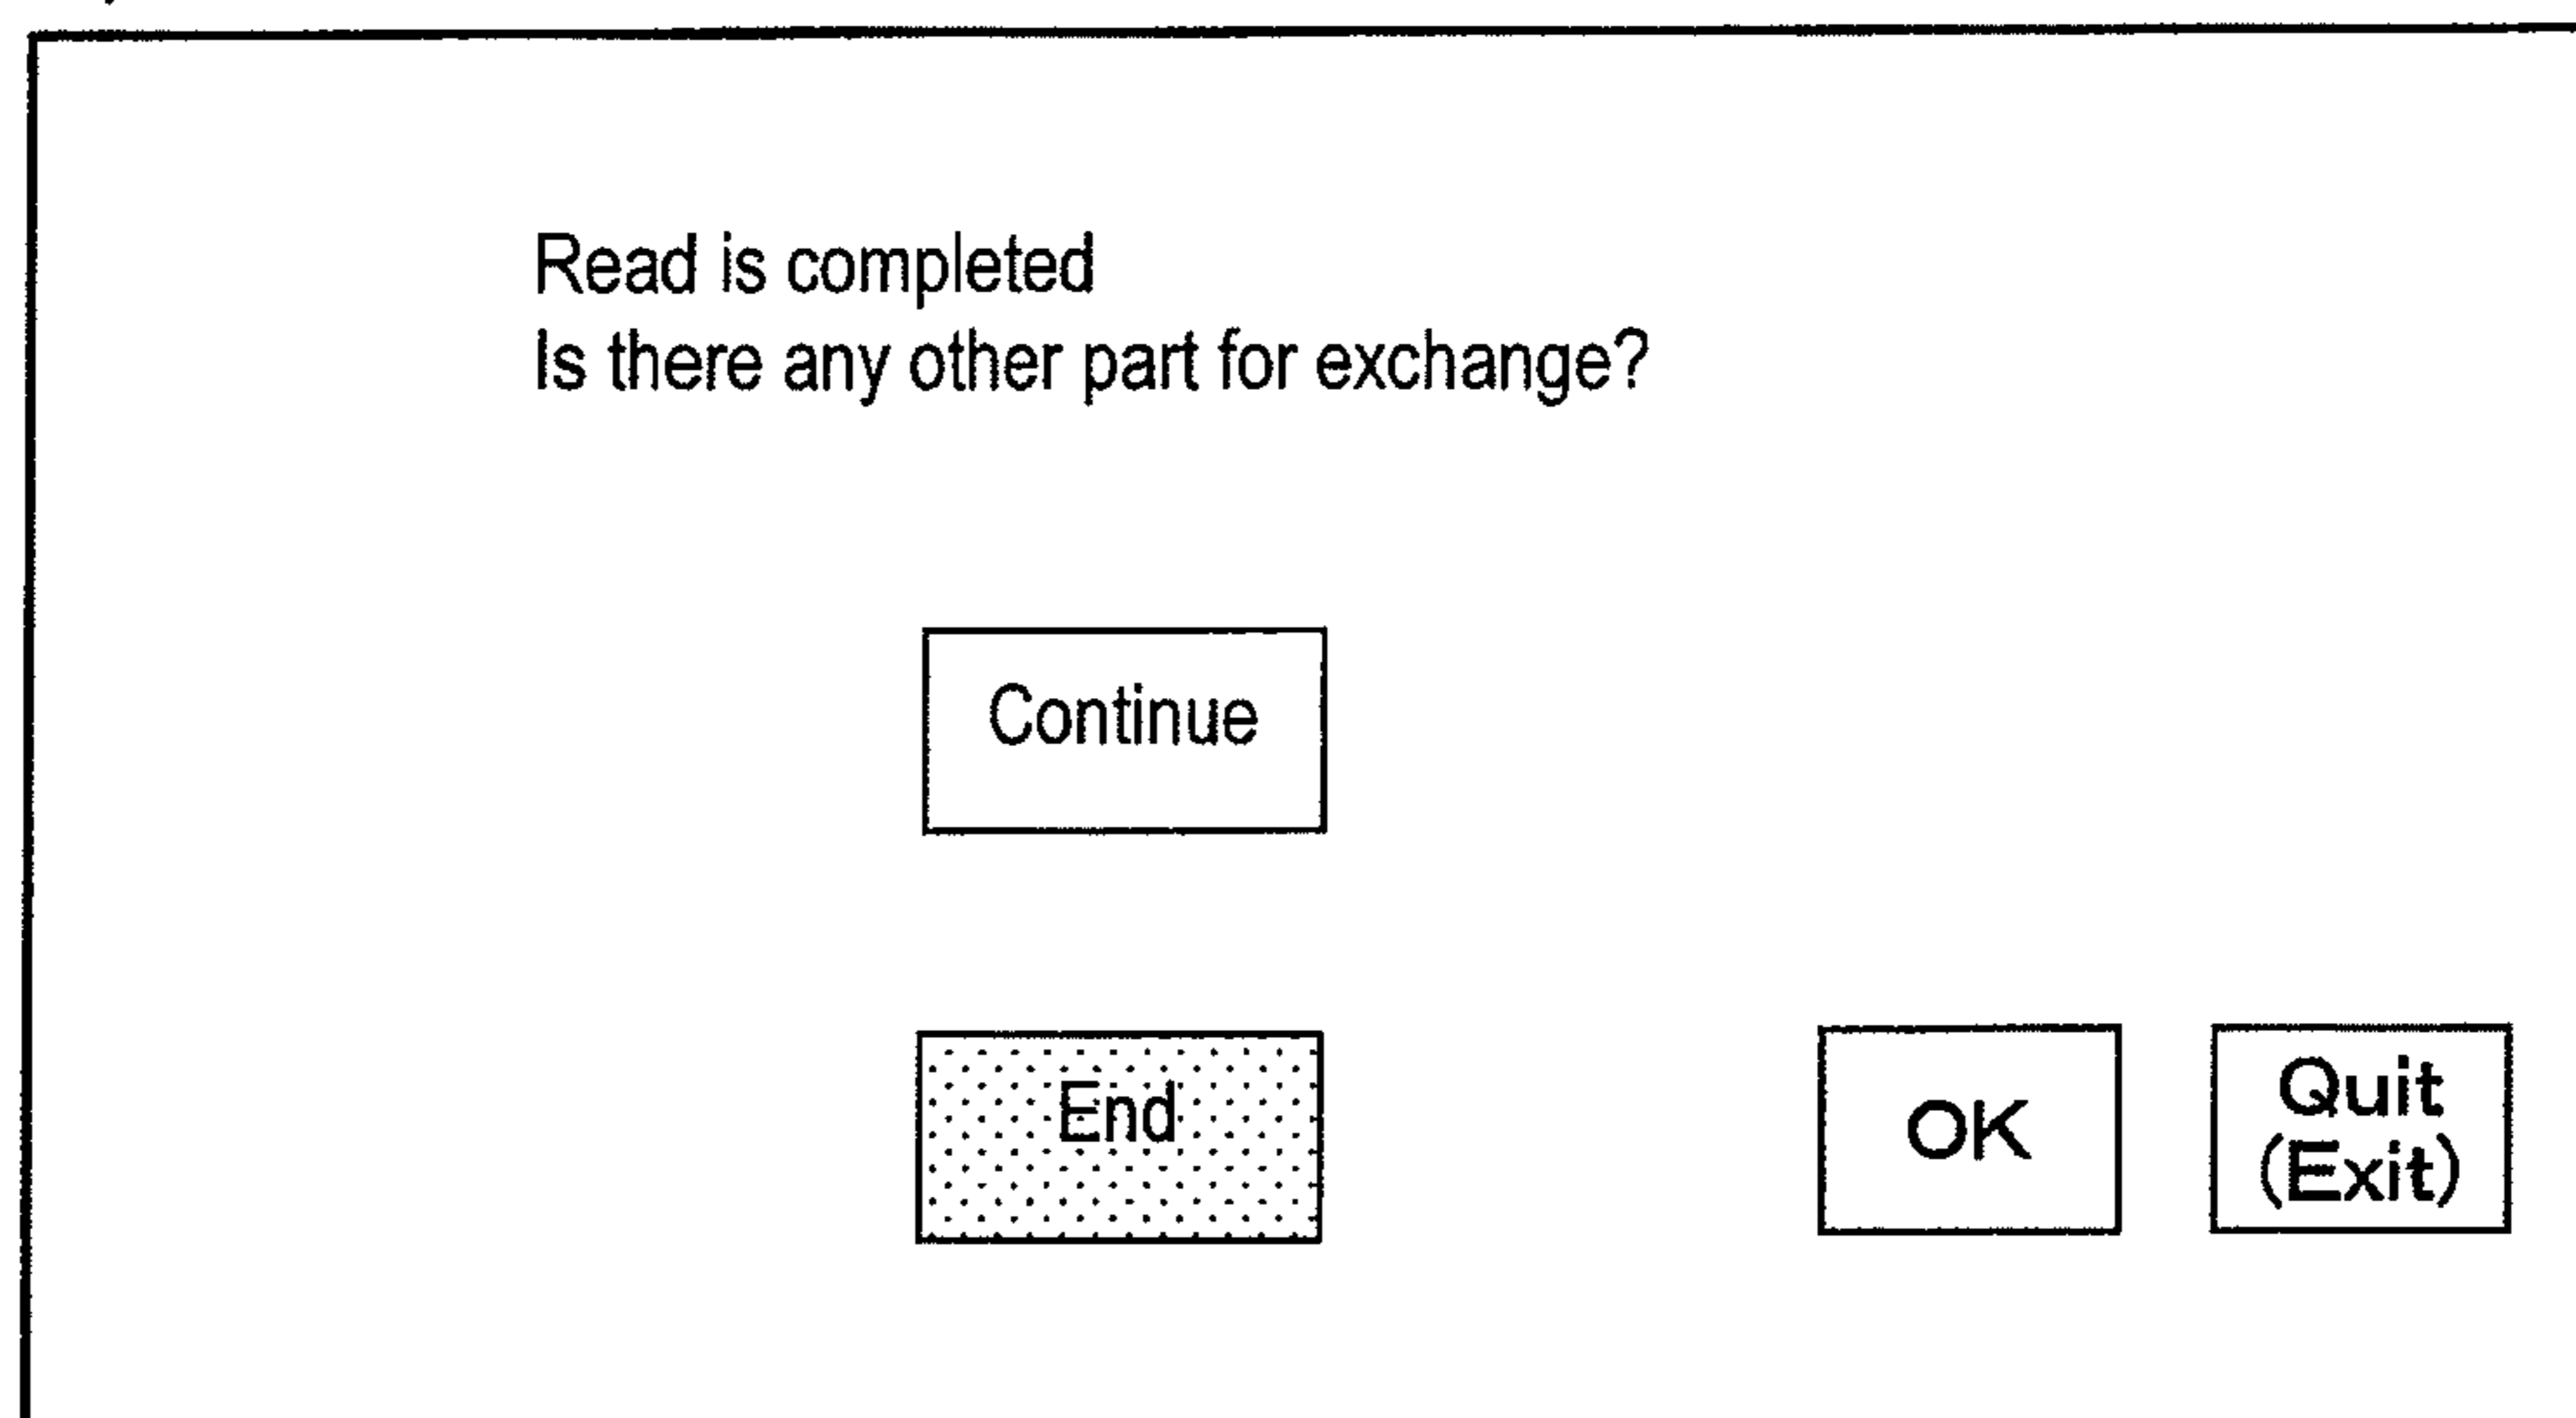 Read is completed
Is there any other part for exchange?
Continue
End
OK
Quit
(Exit)